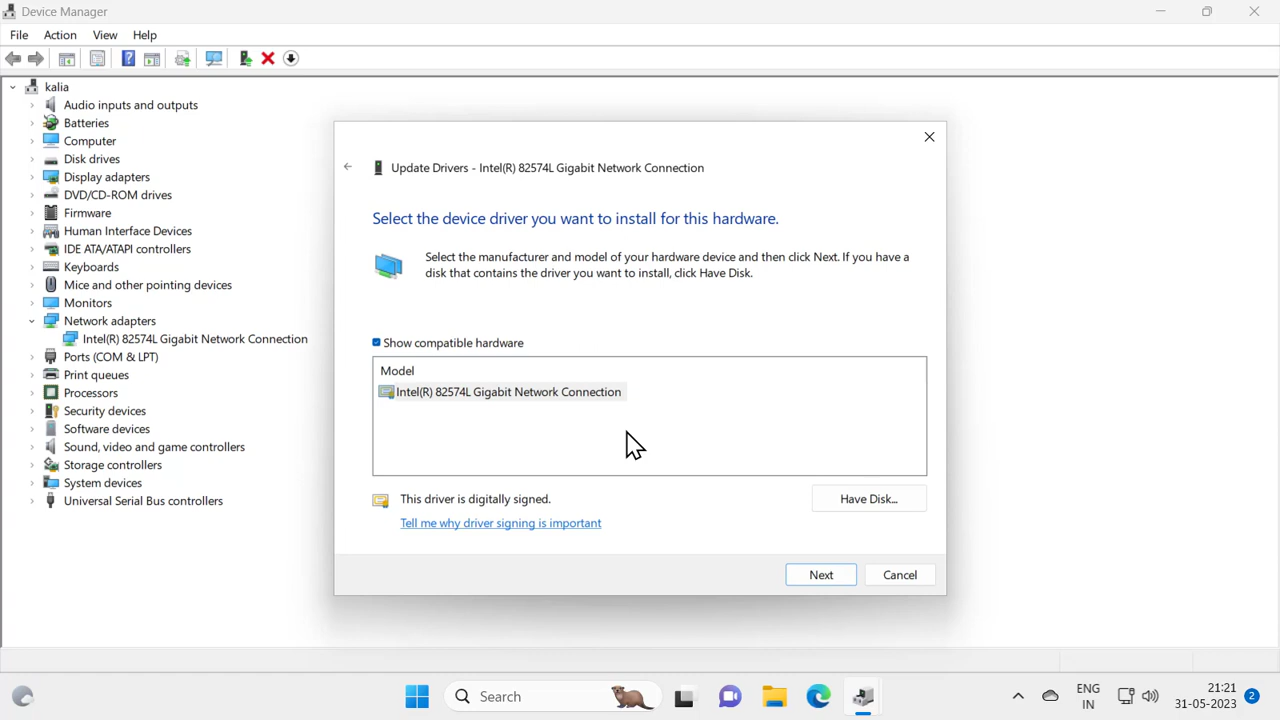 Device Manager
File Action View Help
kalia
Audio inputs and outputs
Batteries
Computer
Disk drives
Display adapters
DVD/CD-ROM drives
Firmware
Human Interface Devices
IDE ATA/ATAPI controllers
Keyboards
Mice and other pointing devices
Monitors
Network adapters
Intel(R) 82574L Gigabit Network Connection
Ports (COM & LPT)
Print queues
Processors
Security devices
Software devices
Sound, video and game controllers
Storage controllers
System devices
Universal Serial Bus controllers
Update Drivers - Intel(R) 82574L Gigabit Network Connection
Select the device driver you want to install for this hardware.
Select the manufacturer and model of your hardware device and then click Next. If you have a
disk that contains the driver you want to install, click Have Disk.
Show compatible hardware
Model
Intel(R) 82574L Gigabit Network Connection
This driver is digitally signed.
Have Disk...
Tell me why driver signing is important
Next Cancel
Search
ENG
IN
21:21
31-05-2023
2